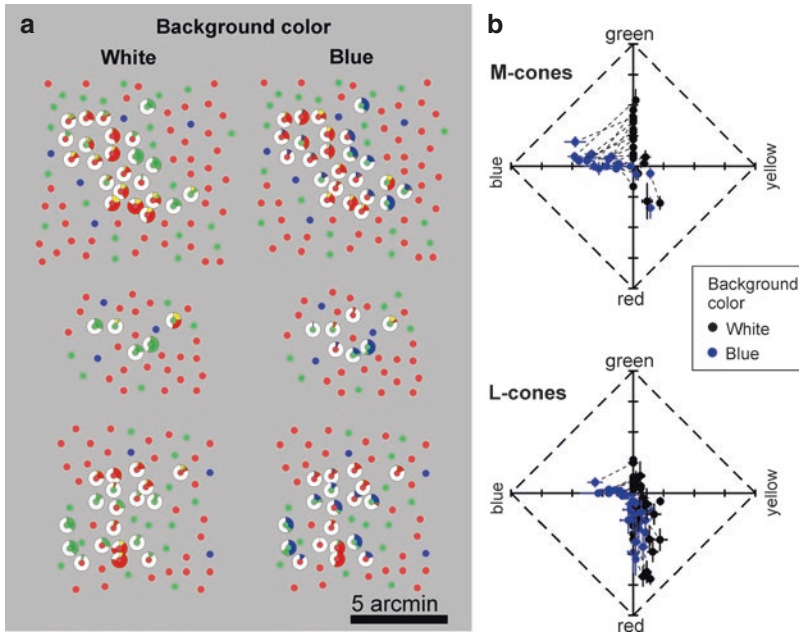 a
Background color
White
Blue
5 arcmin
b
green
M-cones
blue
yellow
red
Background
color
White
Blue
green
L-cones
blue
yellow
red